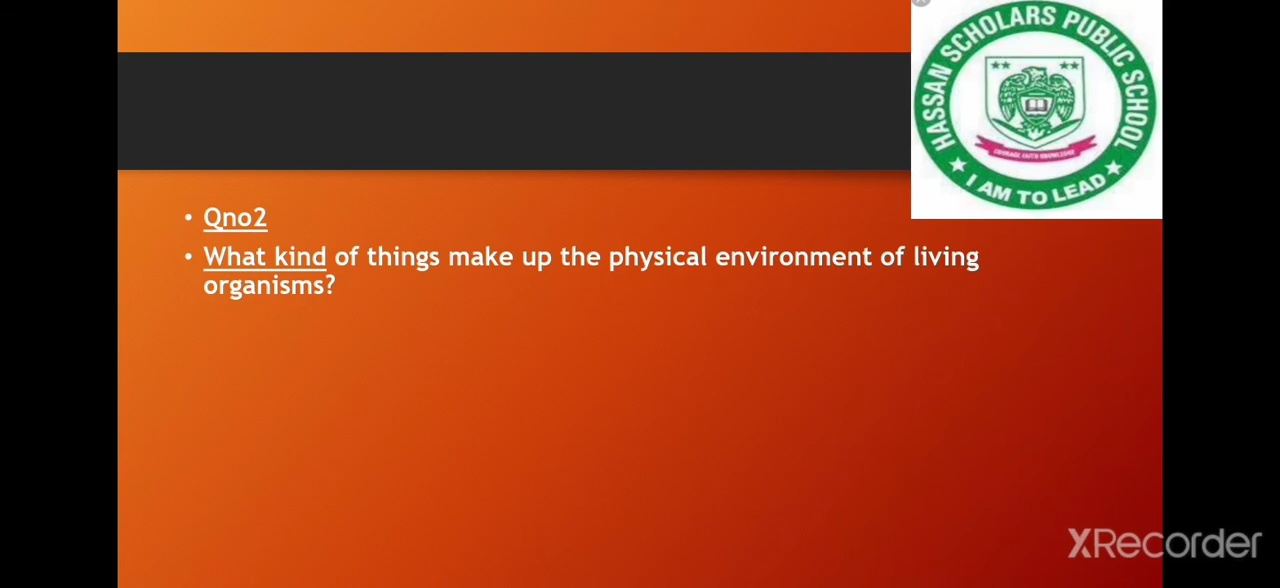 HASSAN SCHOLARS PUBLIC SCHOOL
I AM TO LEAD
• Qno2
• What kind of things make up the physical environment of living
organisms?
XRecorder